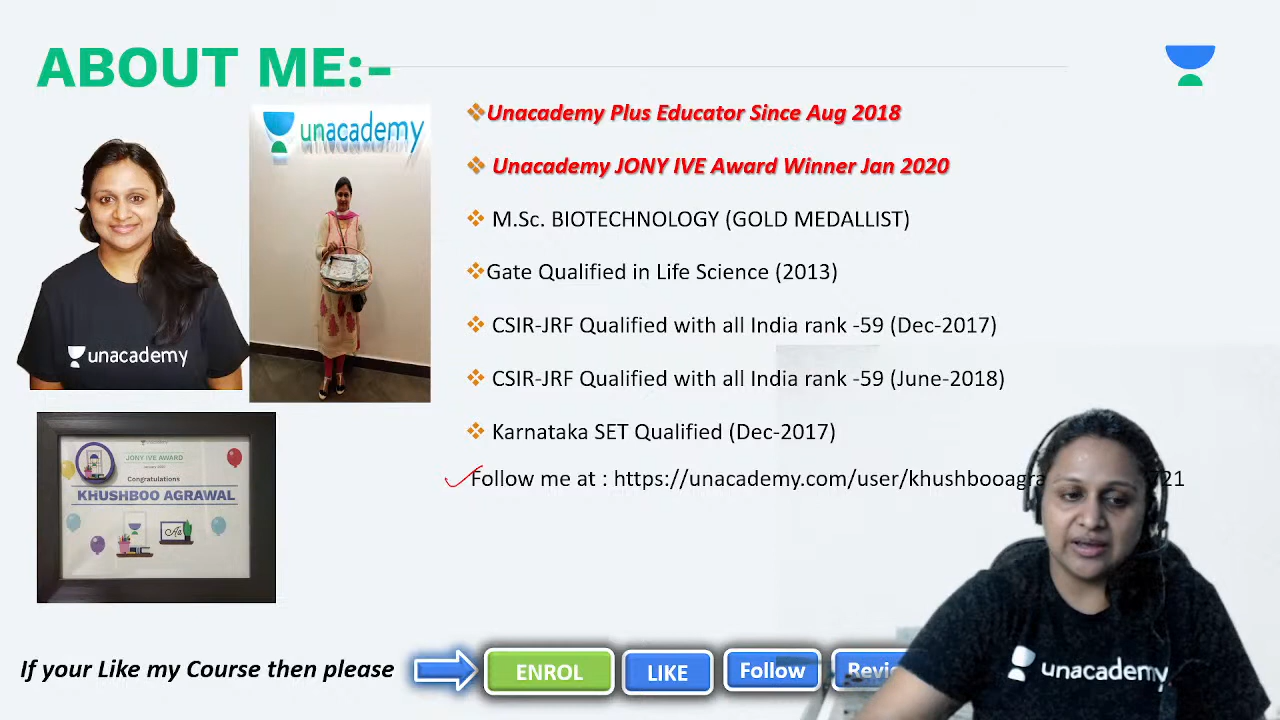 ABOUT ME:-
unacademy
❖Unacademy Plus Educator Since Aug 2018
❖ Unacademy JONY IVE Award Winner Jan 2020
❖ M.Sc. BIOTECHNOLOGY (GOLD MEDALLIST)
❖Gate Qualified in Life Science (2013)
❖ CSIR-JRF Qualified with all India rank -59 (Dec-2017)
unacademy
❖ CSIR-JRF Qualified with all India rank -59 (June-2018)
❖ Karnataka SET Qualified (Dec-2017)
JONY IVE AWARD
Congratulations
KHUSHBOO AGRAWAL
Follow me at : https://unacademy.com/user/khushbooagra
If your Like my Course then please
ENROL
LIKE
Follow
unacademy